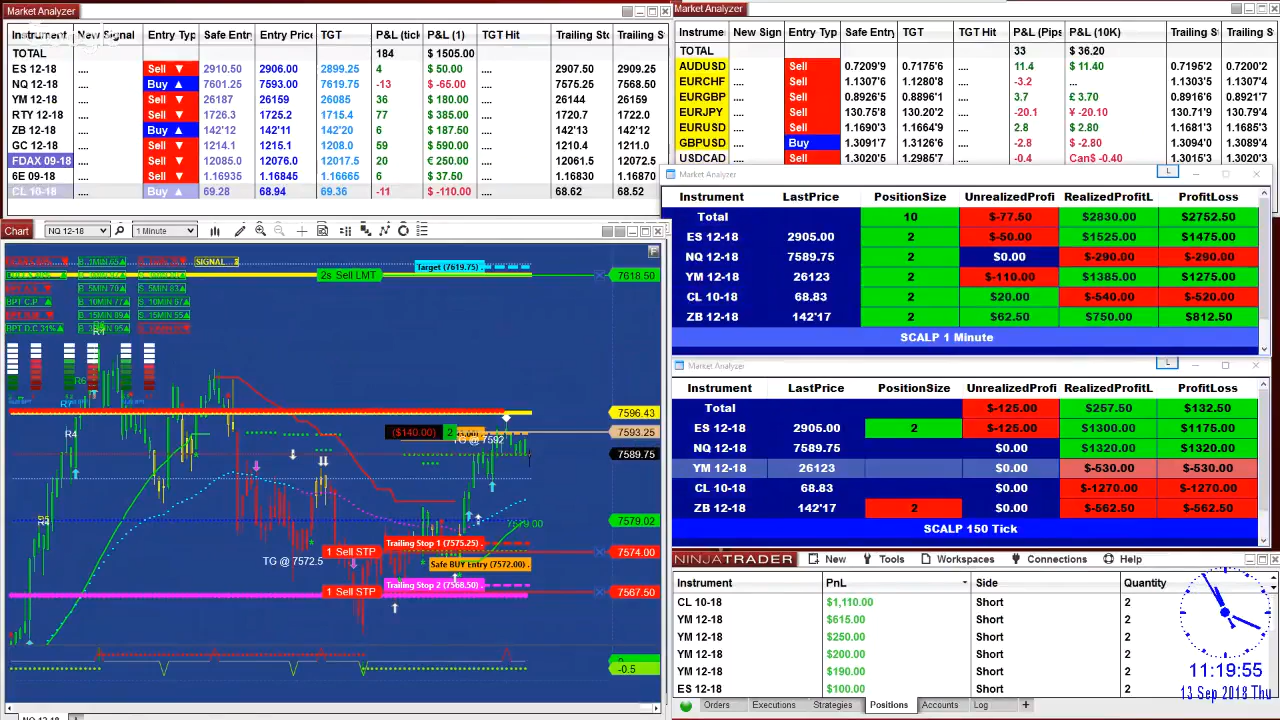 Market Analyzer
Instrument New Signal Entry Typ Safe Entr Entry Price TGT P&L (tick P&L (1) TGT Hit Trailing Sto Trailing S
TOTAL 184 $ 1505.00
ES 12-18 .... Sell ▼ 2910.50 2906.00 2899.25 4 $ 50.00 .... 2907.50 2909.25
NQ 12-18 .... Buy ▲ 7601.25 7593.00 7619.75 -13 $ -65.00 .... 7575.25 7568.50
YM 12-18 .... Sell ▼ 26187 26159 26085 36 $ 180.00 .... 26144 26155
RTY 12-18 .... Sell ▼ 1726.3 1725.2 1715.4 77 $ 385.00 .... 1720.7 1722.0
ZB 12-18 .... Buy ▲ 142'12 142'11 142'20 6 $ 187.50 .... 142'13 142'09
GC 12-18 .... Sell ▼ 1214.1 1215.1 1208.0 59 $ 590.00 .... 1210.4 1211.0
FDAX 09-18 .... Sell ▼ 12085.0 12076.0 12017.5 20 € 250.00 .... 12061.5 12072.5
6E 09-18 .... Sell ▼ 1.16935 1.16845 1.16665 6 $ 37.50 .... 1.16830 1.16870
CL 10-18 .... Buy ▲ 69.28 68.94 69.36 -11 $ -110.00 .... 68.62 68.52
Market Analyzer
Instrume New Sign Entry Type Safe Entr TGT TGT Hit P&L (Pips P&L (10K) Trailing S Trailing S
TOTAL 33 $ 36.20
AUDUSD .... Sell 0.7209'9 0.7175'6 .... 11.4 $ 11.40 0.7195'2 0.7200'2
EURCHF .... Sell 1.1307'6 1.1280'8 .... -3.2 ... 1.1303'5 1.1305'7
EURGBP .... Sell 0.8926'5 0.8896'1 .... 3.7 £ 3.70 0.8916'6 0.8921'4
EURJPY .... Sell 130.75'8 130.20'2 .... -20.1 ¥ -20.10 130.71'9 130.79'4
EURUSD .... Sell 1.1690'3 1.1664'9 .... 2.8 $ 2.80 1.1681'3 1.1685'5
GBPUSD .... Buy 1.3091'7 1.3126'6 .... -2.8 $ -2.80 1.3094'0 1.3089'4
USDCAD .... Sell 1.3020'5 1.2985'7 .... -0.4 Can$ -0.40 1.3015'3 1.3020'3
Market Analyzer
L
Instrument LastPrice PositionSize UnrealizedProfi RealizedProfitL ProfitLoss
Total 10 $-77.50 $2830.00 $2752.50
ES 12-18 2905.00 2 $-50.00 $1525.00 $1475.00
NQ 12-18 7589.75 2 $0.00 $-290.00 $-290.00
YM 12-18 26123 2 $-110.00 $1385.00 $1275.00
CL 10-18 68.83 2 $20.00 $-540.00 $-520.00
ZB 12-18 142'17 2 $62.50 $750.00 $812.50
SCALP 1 Minute
Market Analyzer
L
Instrument LastPrice PositionSize UnrealizedProfi RealizedProfitL ProfitLoss
Total $-125.00 $257.50 $132.50
ES 12-18 2905.00 2 $-125.00 $1300.00 $1175.00
NQ 12-18 7589.75 $0.00 $1320.00 $1320.00
YM 12-18 26123 $0.00 $-530.00 $-530.00
CL 10-18 68.83 $0.00 $-1270.00 $-1270.00
ZB 12-18 142'17 2 $0.00 $-562.50 $-562.50
SCALP 150 Tick
Chart NQ 12-18 1 Minute
F
SIGNAL
2s Sell LMT
Target (7619.75)
7618.50
BPT C.P
BPT D.C 31%
R6
R4
7596.43
($140.00) 2
TG @ 7592
7593.25
7589.75
7579.00
7579.02
TG @ 7572.5
1 Sell STP
Trailing Stop 1 (7575.25) .
7574.00
Safe BUY Entry (7572.00) .
1 Sell STP
Trailing Stop 2 (7568.50) .
7567.50
-0.5
NQ 12-18 +
NINJATRADER New Tools Workspaces Connections Help
Instrument PnL Side Quantity
CL 10-18 $1,110.00 Short 2
YM 12-18 $615.00 Short 2
YM 12-18 $250.00 Short 2
YM 12-18 $200.00 Short 2
YM 12-18 $190.00 Short 2
ES 12-18 $100.00 Short 2
Orders Executions Strategies Positions Accounts Log +
11:19:55
13 Sep 2018 Thu